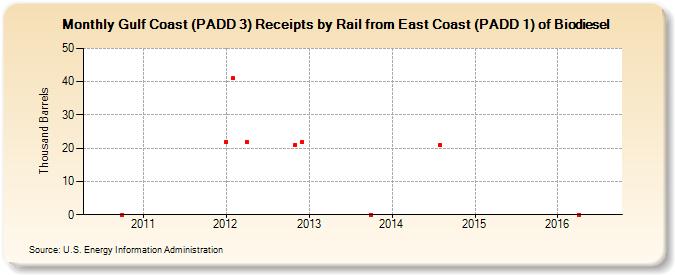 Monthly Gulf Coast (PADD 3) Receipts by Rail from East Coast (PADD 1) of Biodiesel
Thousand Barrels
50
40
30
20
10
0
2011 2012 2013 2014 2015 2016
Source: U.S. Energy Information Administration